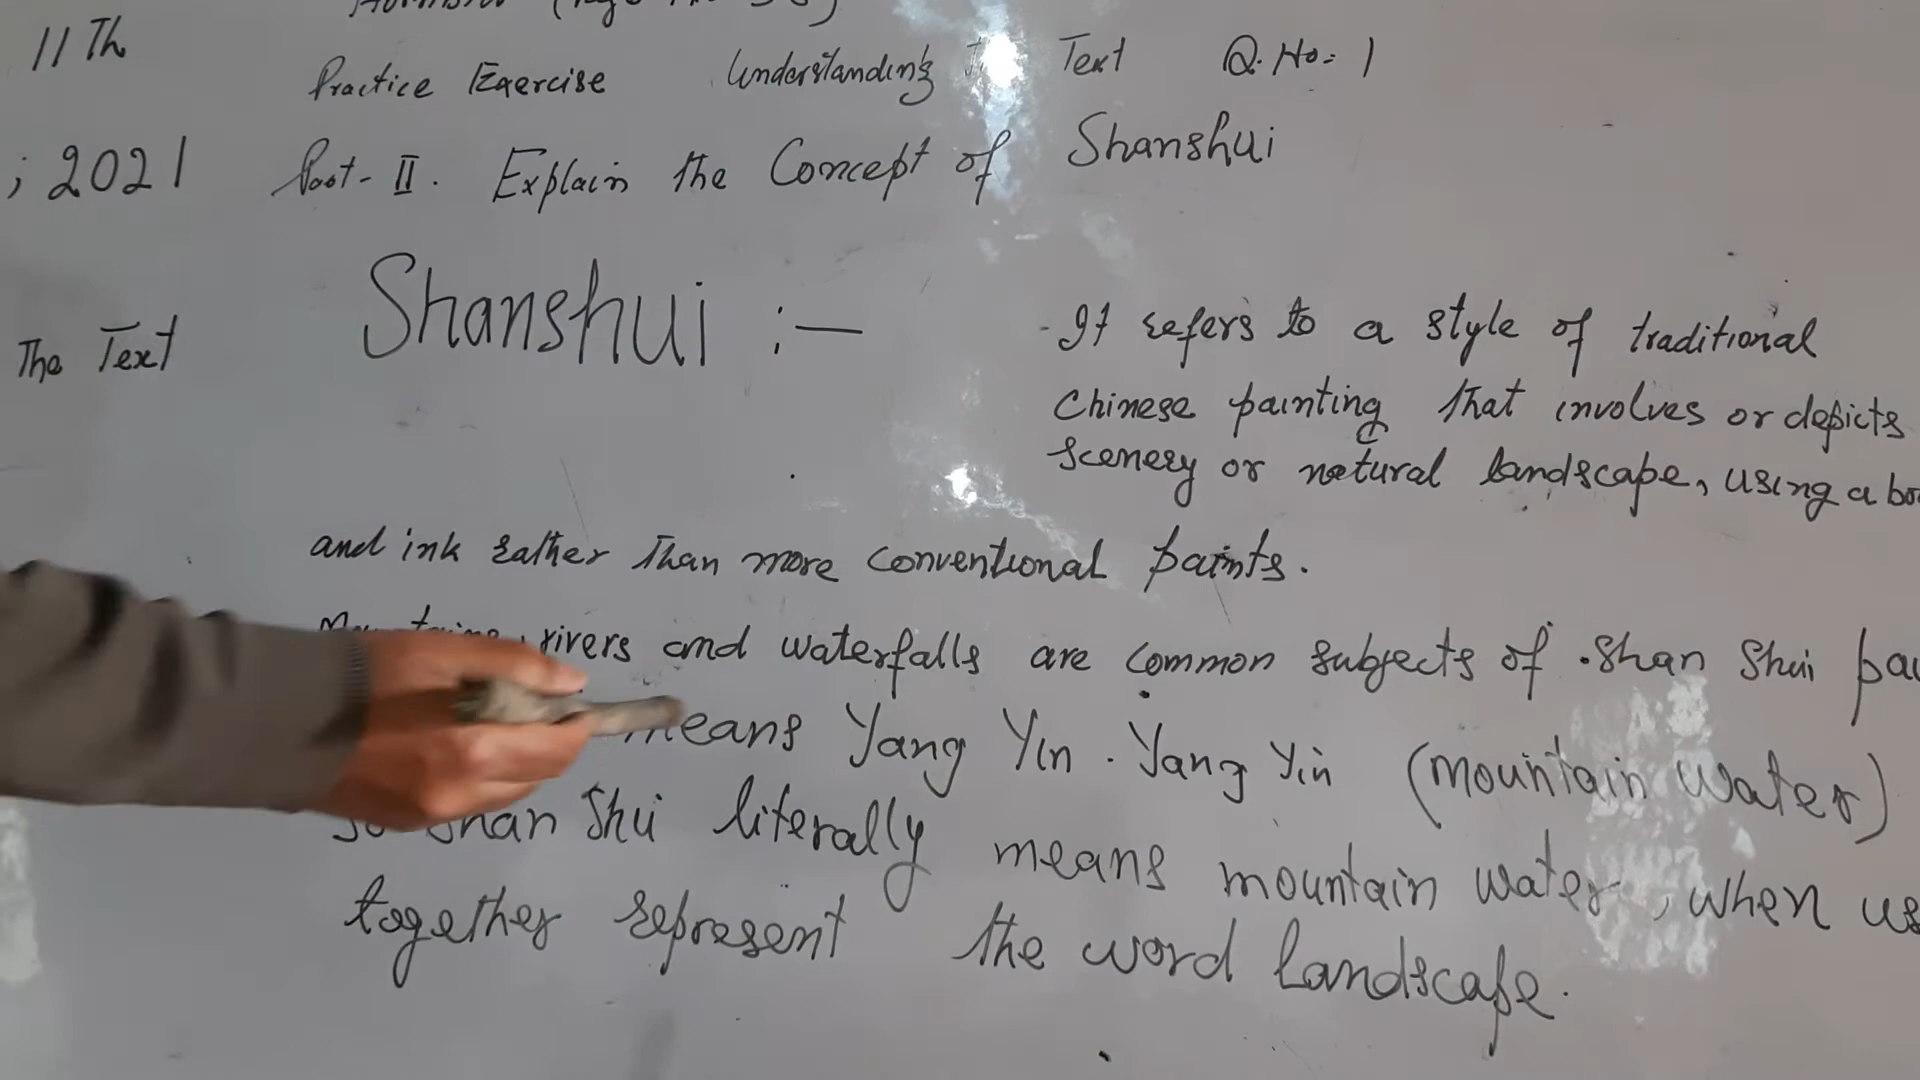 11 Th
Practice Exercise Understanding Text Q. No: 1
; 2021 Part - II. Explain the Concept of Shanshui
The Text Shanshui :— It refers to a style of traditional
Chinese painting that involves or depicts
scenery or natural landscape, using a
and ink rather than more conventional paints.
rivers and waterfalls are common subjects of Shan Shui
means Yang Yin. Yang Yin (mountain water)
so Shan Shui literally means mountain water, when
together represent the word landscape.